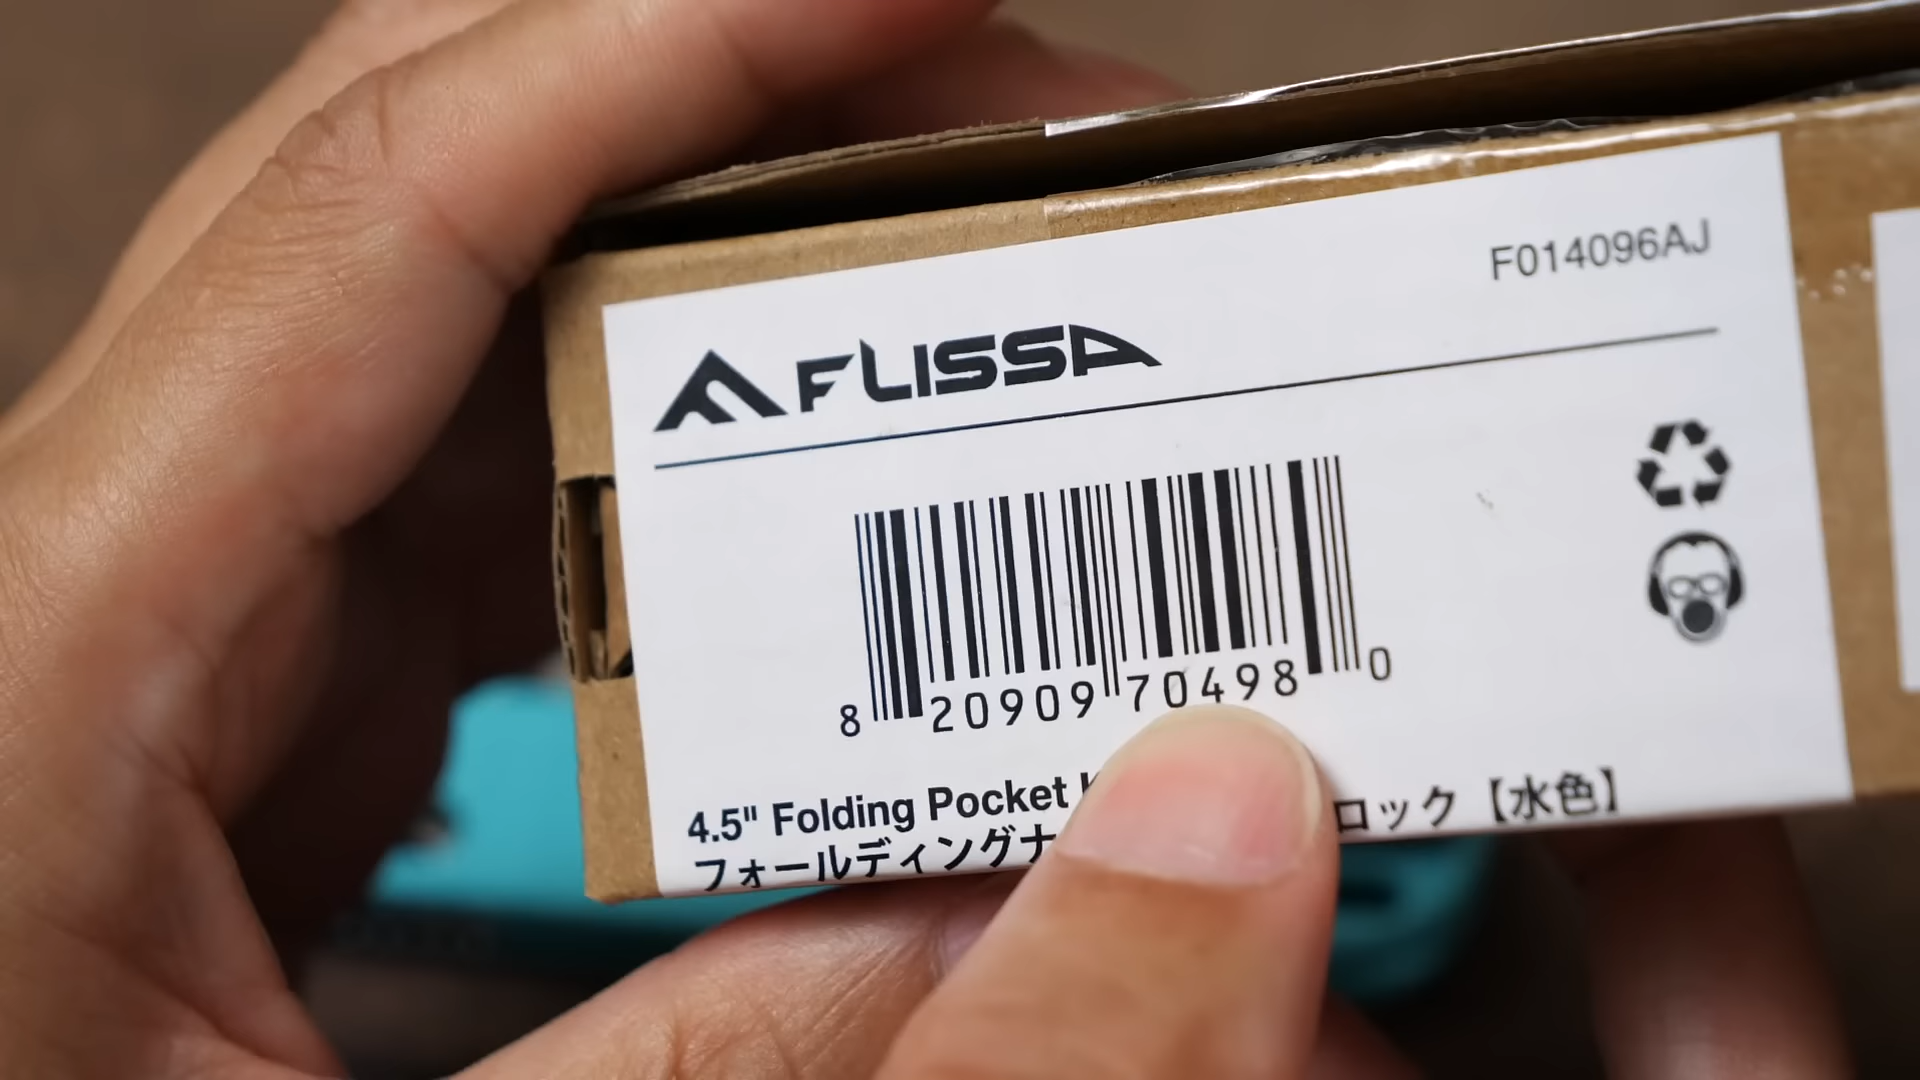 F014096AJ
FLISSA
8 20909 70498 0
4.5" Folding Pocket
ロック【水色】
フォールディングナ